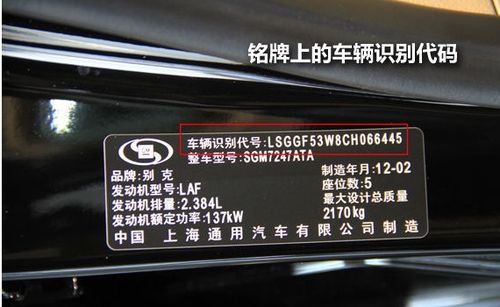 铭牌上的车辆识别代码
车辆识别代号:LSGGF53W8CH066445
整车型号:SGM7247ATA
品牌:别克 制造年月:12-02
发动机型号:LAF 座位数:5
发动机排量:2.384L 最大设计总质量
发动机额定功率:137kW 2170kg
中国 上海通用汽车有限公司制造